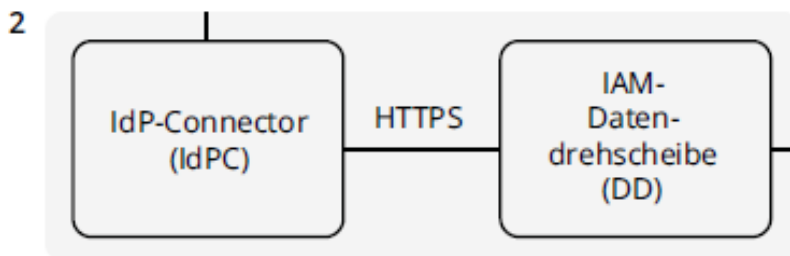 2
IdP-Connector
(IdPC)
HTTPS
IAM-
Daten-
drehscheibe
(DD)